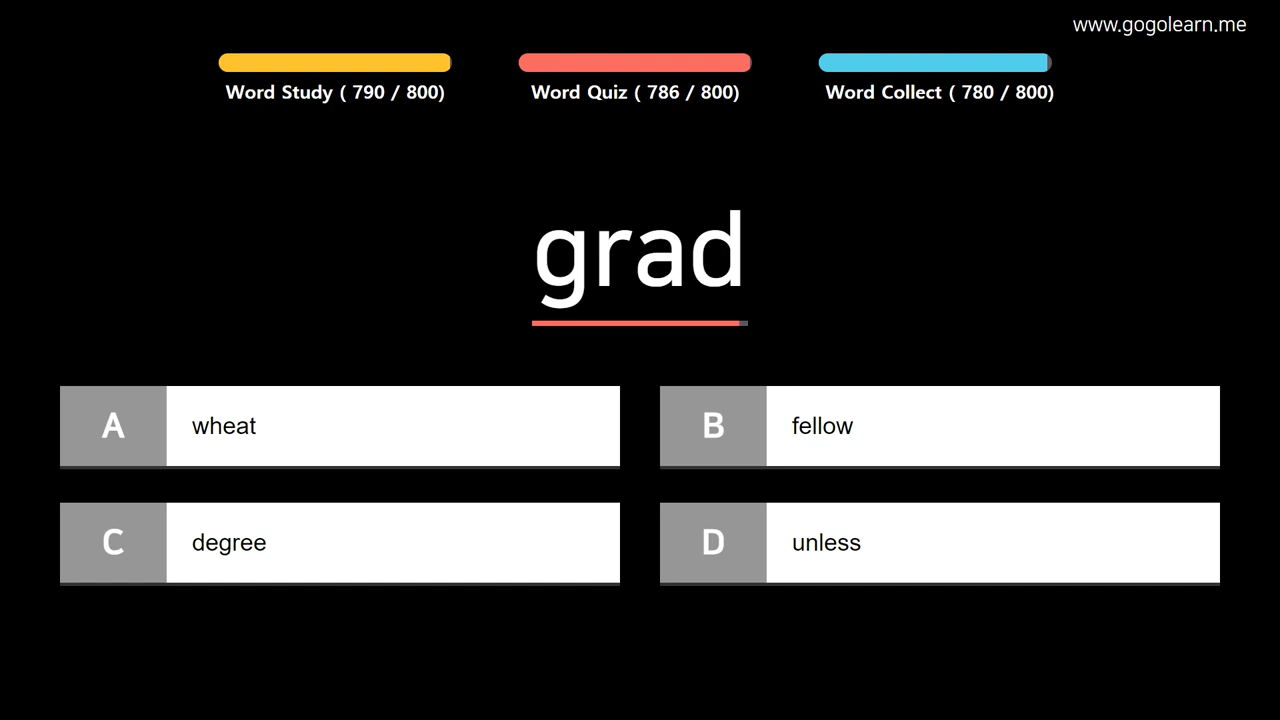 www.gogolearn.me
Word Study ( 790 / 800)
Word Quiz ( 786 / 800)
Word Collect ( 780 / 800)
grad
A wheat
B fellow
C degree
D unless